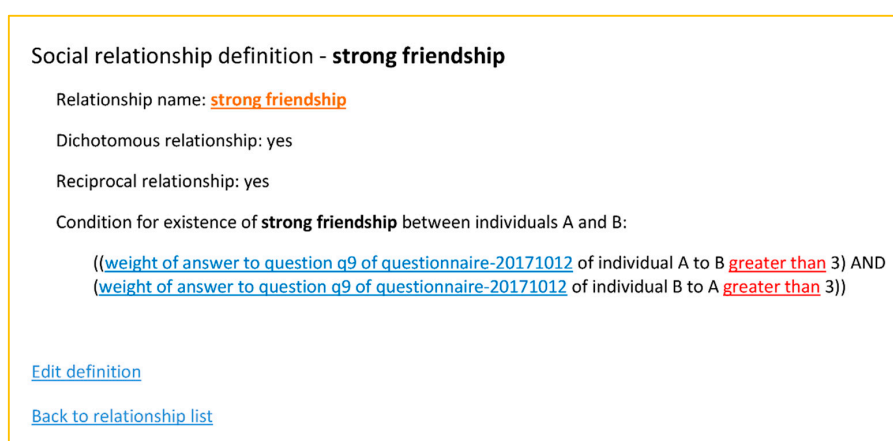 Social relationship definition - strong friendship
Relationship name: strong friendship
Dichotomous relationship: yes
Reciprocal relationship: yes
Condition for existence of strong friendship between individuals A and B:
((weight of answer to question q9 of questionnaire-20171012 of individual A to B greater than 3) AND
(weight of answer to question q9 of questionnaire-20171012 of individual B to A greater than 3))
Edit definition
Back to relationship list